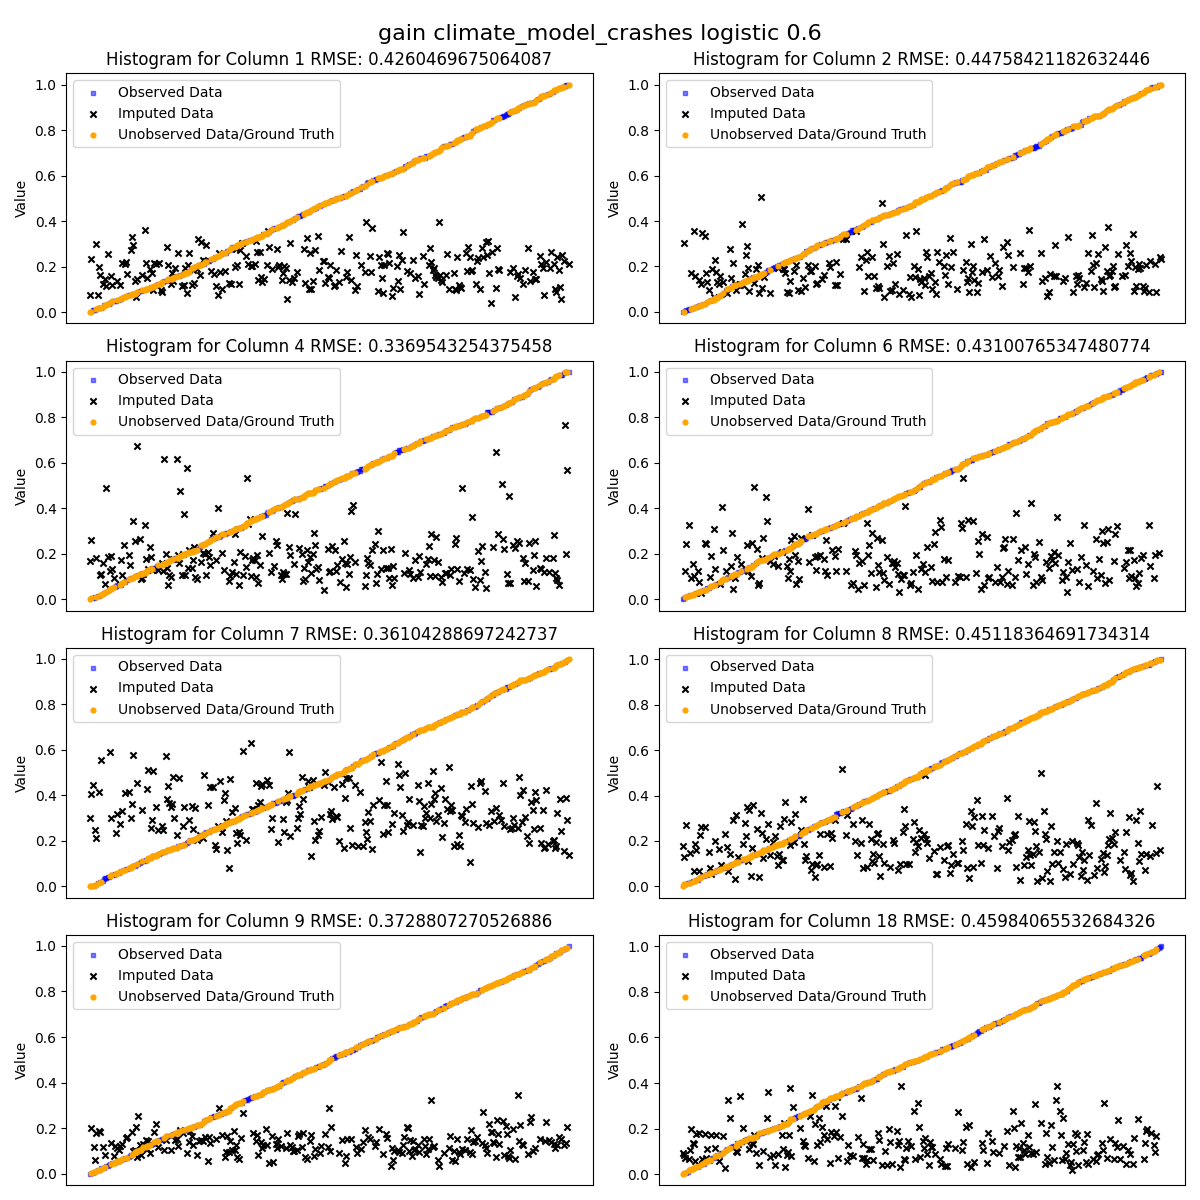 gain climate_model_crashes logistic 0.6
Histogram for Column 1 RMSE: 0.4260469675064087
Value
1.0
0.8
0.6
0.4
0.2
0.0
Observed Data
Imputed Data
Unobserved Data/Ground Truth
Histogram for Column 2 RMSE: 0.44758421182632446
Value
1.0
0.8
0.6
0.4
0.2
0.0
Observed Data
Imputed Data
Unobserved Data/Ground Truth
Histogram for Column 4 RMSE: 0.3369543254375458
Value
1.0
0.8
0.6
0.4
0.2
0.0
Observed Data
Imputed Data
Unobserved Data/Ground Truth
Histogram for Column 6 RMSE: 0.43100765347480774
Value
1.0
0.8
0.6
0.4
0.2
0.0
Observed Data
Imputed Data
Unobserved Data/Ground Truth
Histogram for Column 7 RMSE: 0.36104288697242737
Value
1.0
0.8
0.6
0.4
0.2
0.0
Observed Data
Imputed Data
Unobserved Data/Ground Truth
Histogram for Column 8 RMSE: 0.45118364691734314
Value
1.0
0.8
0.6
0.4
0.2
0.0
Observed Data
Imputed Data
Unobserved Data/Ground Truth
Histogram for Column 9 RMSE: 0.3728807270526886
Value
1.0
0.8
0.6
0.4
0.2
0.0
Observed Data
Imputed Data
Unobserved Data/Ground Truth
Histogram for Column 18 RMSE: 0.45984065532684326
Value
1.0
0.8
0.6
0.4
0.2
0.0
Observed Data
Imputed Data
Unobserved Data/Ground Truth